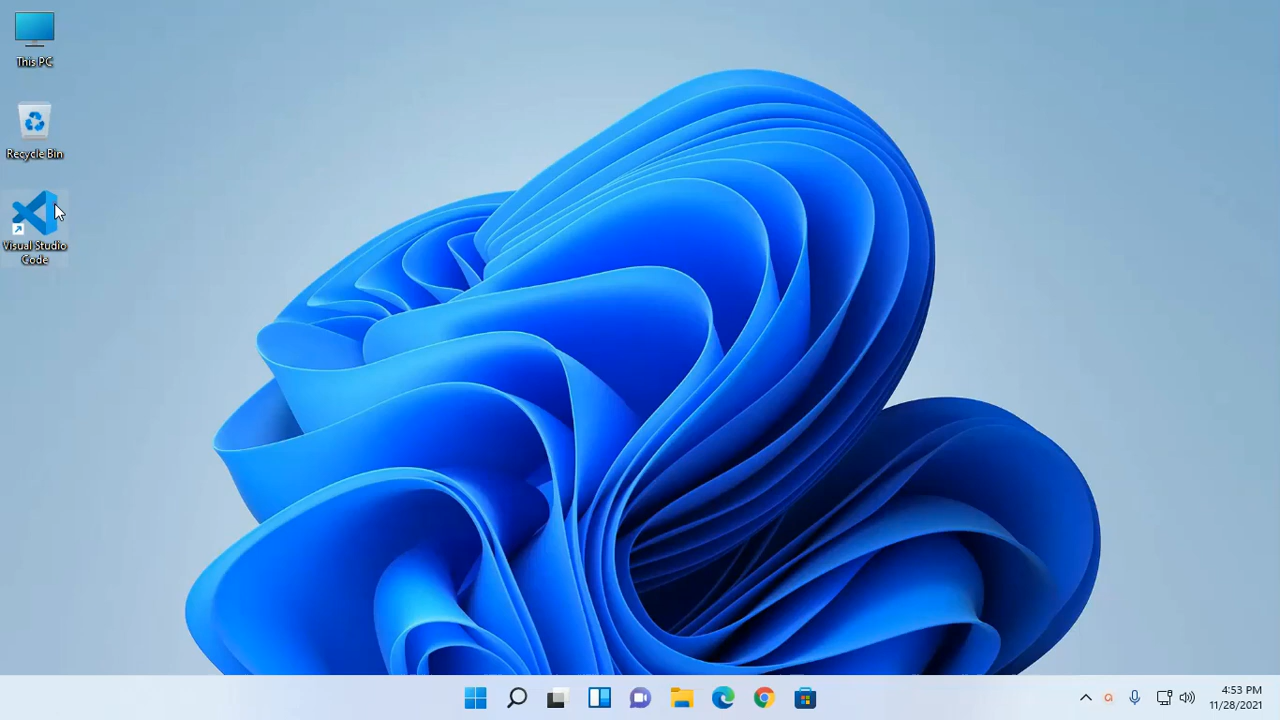 This PC
Recycle Bin
Visual Studio
Code
4:53 PM
11/28/2021